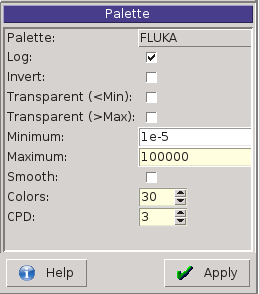 Palette
Palette: FLUKA
Log:
Invert:
Transparent (<Min):
Transparent (>Max):
Minimum: 1e-5
Maximum: 100000
Smooth:
Colors: 30
CPD: 3
Help Apply